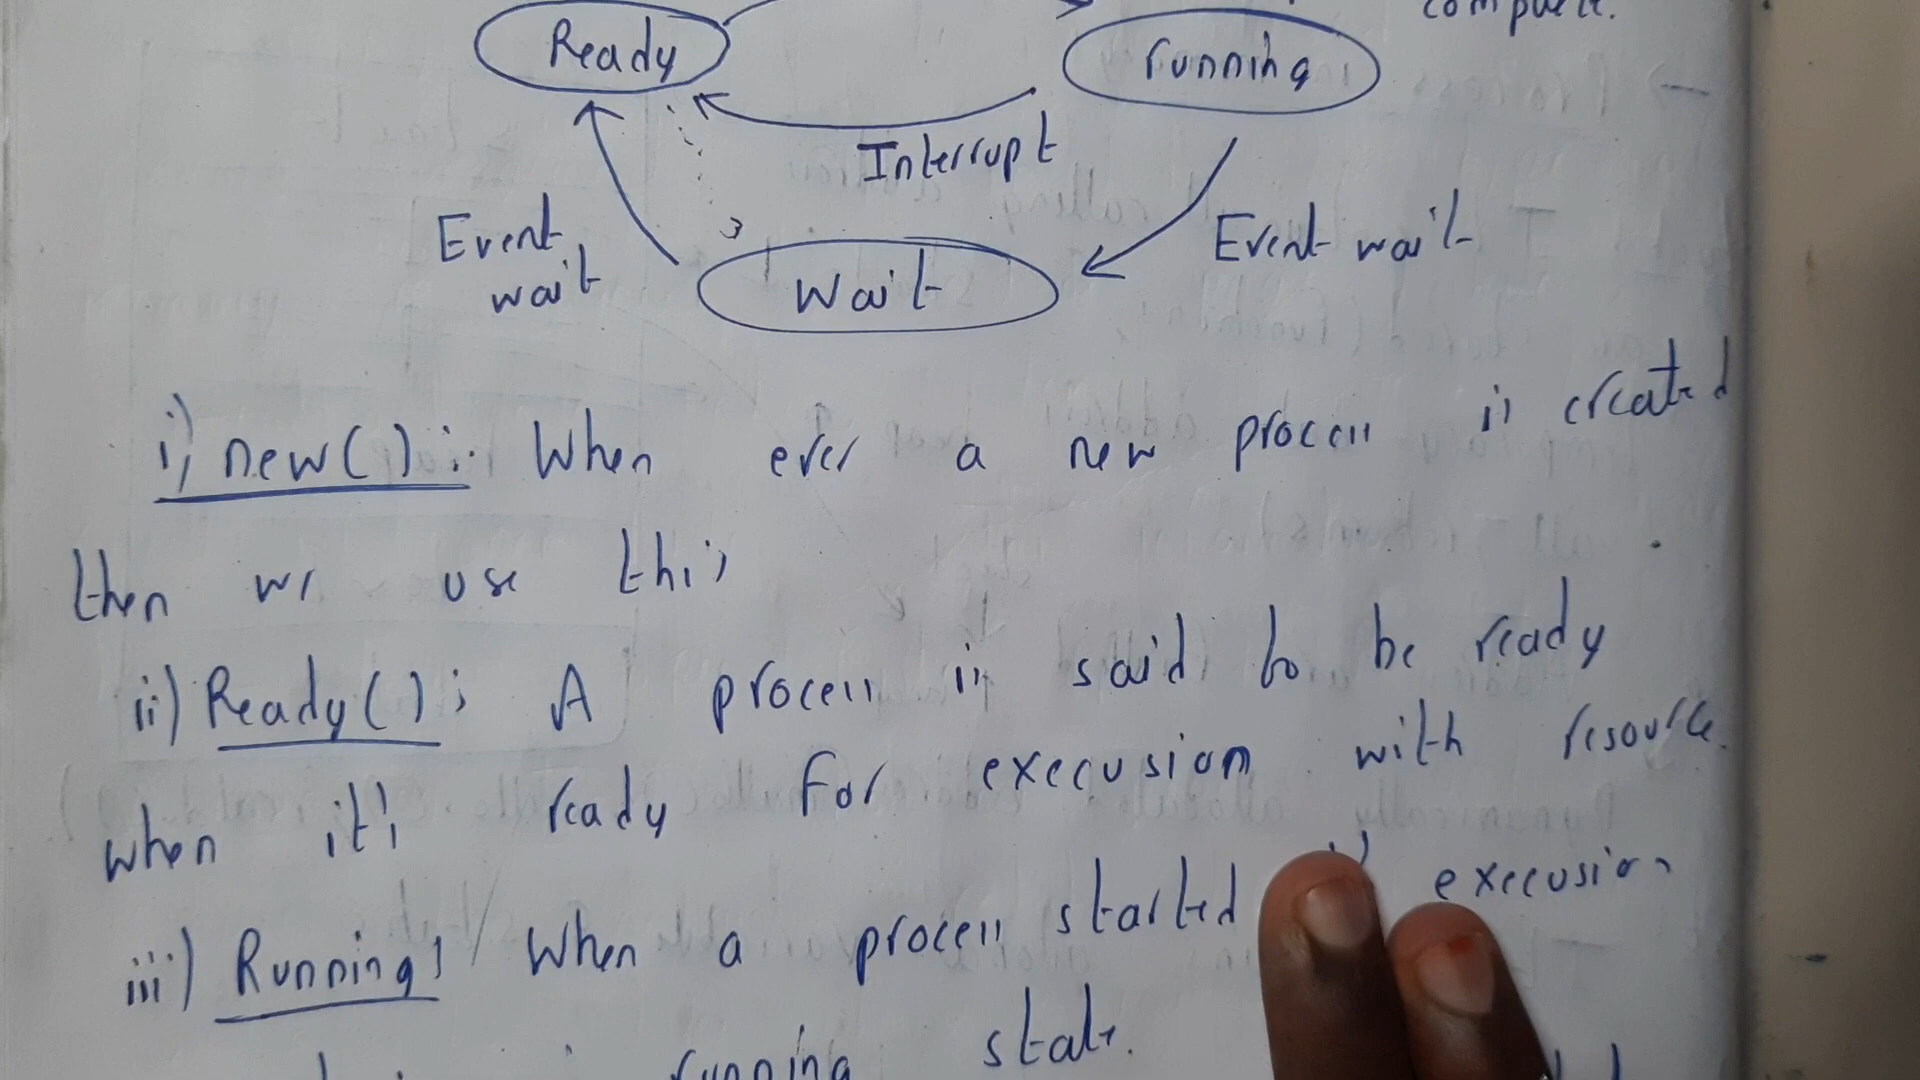 compute.
Ready
running
Interrupt
Event wait
Event wait
Wait
i) new() : When ever a new process is created
then we use this
ii) Ready() : A process is said to be ready
when it's ready for execusion with resource.
iii) Running : When a process started execusion
running state.